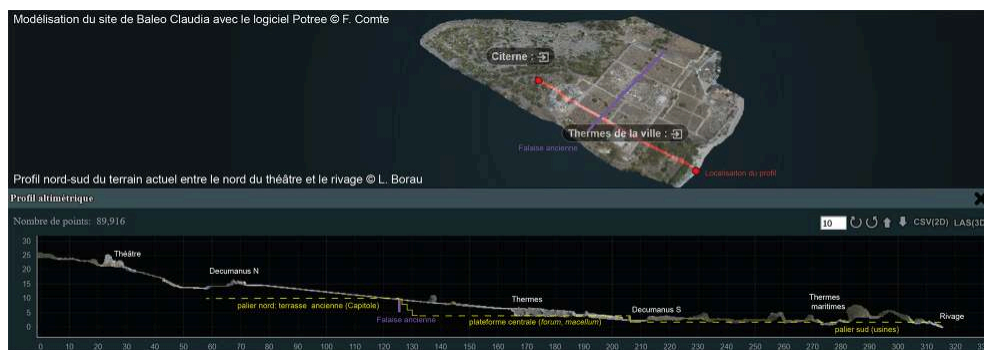 Modélisation du site de Baleo Claudia avec le logiciel Potree © F. Comte
Citerne :
Thermes de la ville :
Falaise ancienne
Localisation du profil
Profil nord-sud du terrain actuel entre le nord du théâtre et le rivage © L. Borau
Profil altimétrique
Nombre de points: 89,916
10
CSV(2D) LAS(3D
30
25
20
15
10
5
0
Théâtre
Decumanus N
palier nord: terrasse ancienne (Capitole)
Falaise ancienne
Thermes
plateforme centrale (forum, macellum)
Decumanus S
Thermes
maritimes
palier sud (usines)
Rivage
0 10 20 30 40 50 60 70 80 90 100 110 120 130 140 150 160 170 180 190 200 210 220 230 240 250 260 270 280 290 300 310 320 33